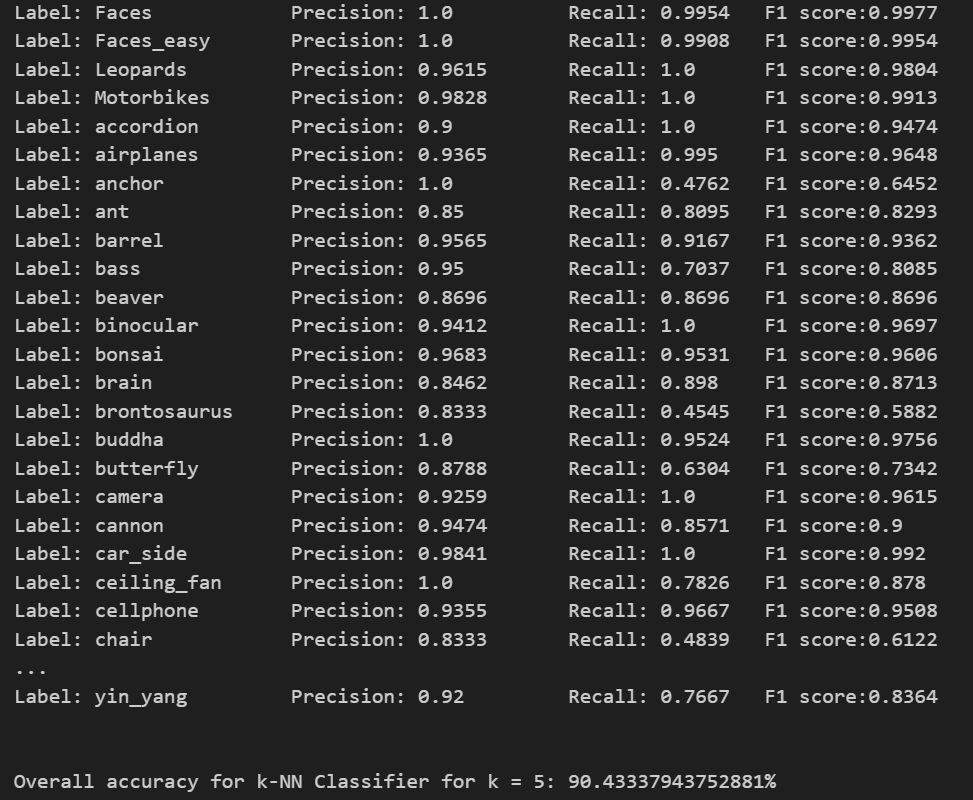 Label: Faces Precision: 1.0 Recall: 0.9954 F1 score:0.9977
Label: Faces_easy Precision: 1.0 Recall: 0.9908 F1 score:0.9954
Label: Leopards Precision: 0.9615 Recall: 1.0 F1 score:0.9804
Label: Motorbikes Precision: 0.9828 Recall: 1.0 F1 score:0.9913
Label: accordion Precision: 0.9 Recall: 1.0 F1 score:0.9474
Label: airplanes Precision: 0.9365 Recall: 0.995 F1 score:0.9648
Label: anchor Precision: 1.0 Recall: 0.4762 F1 score:0.6452
Label: ant Precision: 0.85 Recall: 0.8095 F1 score:0.8293
Label: barrel Precision: 0.9565 Recall: 0.9167 F1 score:0.9362
Label: bass Precision: 0.95 Recall: 0.7037 F1 score:0.8085
Label: beaver Precision: 0.8696 Recall: 0.8696 F1 score:0.8696
Label: binocular Precision: 0.9412 Recall: 1.0 F1 score:0.9697
Label: bonsai Precision: 0.9683 Recall: 0.9531 F1 score:0.9606
Label: brain Precision: 0.8462 Recall: 0.898 F1 score:0.8713
Label: brontosaurus Precision: 0.8333 Recall: 0.4545 F1 score:0.5882
Label: buddha Precision: 1.0 Recall: 0.9524 F1 score:0.9756
Label: butterfly Precision: 0.8788 Recall: 0.6304 F1 score:0.7342
Label: camera Precision: 0.9259 Recall: 1.0 F1 score:0.9615
Label: cannon Precision: 0.9474 Recall: 0.8571 F1 score:0.9
Label: car_side Precision: 0.9841 Recall: 1.0 F1 score:0.992
Label: ceiling_fan Precision: 1.0 Recall: 0.7826 F1 score:0.878
Label: cellphone Precision: 0.9355 Recall: 0.9667 F1 score:0.9508
Label: chair Precision: 0.8333 Recall: 0.4839 F1 score:0.6122
...
Label: yin_yang Precision: 0.92 Recall: 0.7667 F1 score:0.8364
Overall accuracy for k-NN Classifier for k = 5: 90.43337943752881%